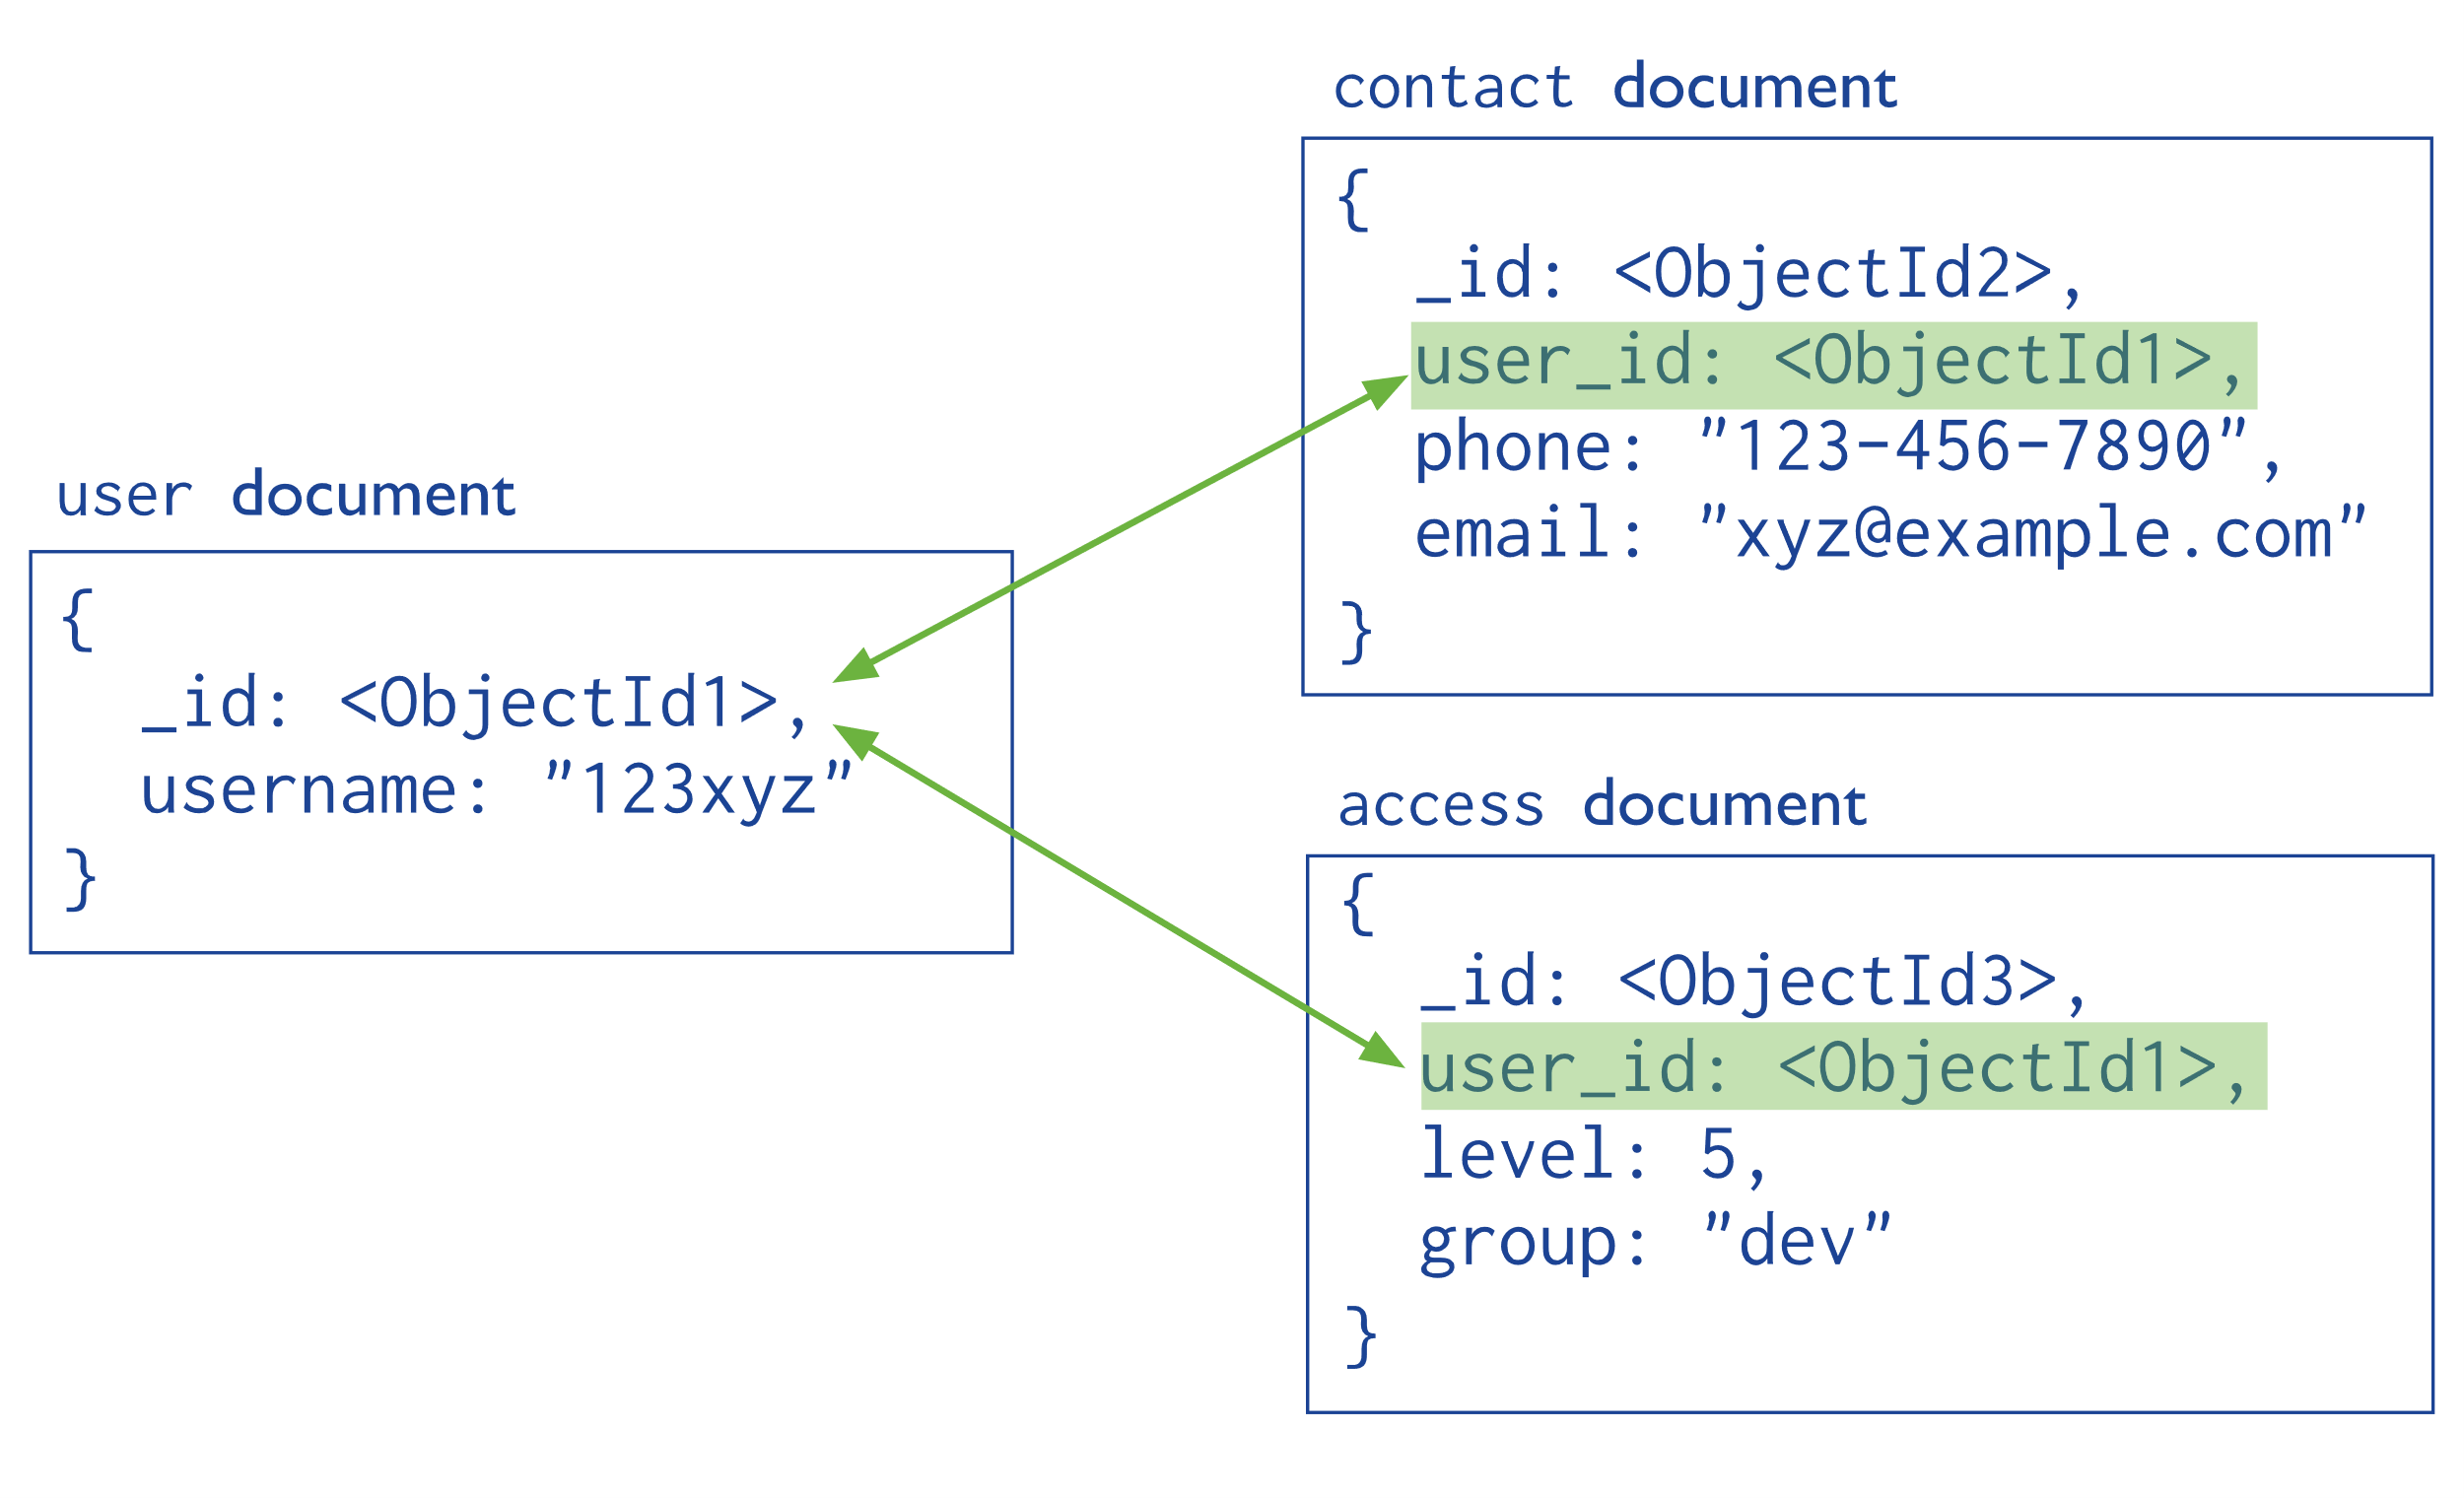 contact document
{
_id: <ObjectId2>,
user_id: <ObjectId1>,
phone: "123-456-7890",
email: "xyz@example.com"
}
user document
{
_id: <ObjectId1>,
username: "123xyz"
}
access document
{
_id: <ObjectId3>,
user_id: <ObjectId1>,
level: 5,
group: "dev"
}